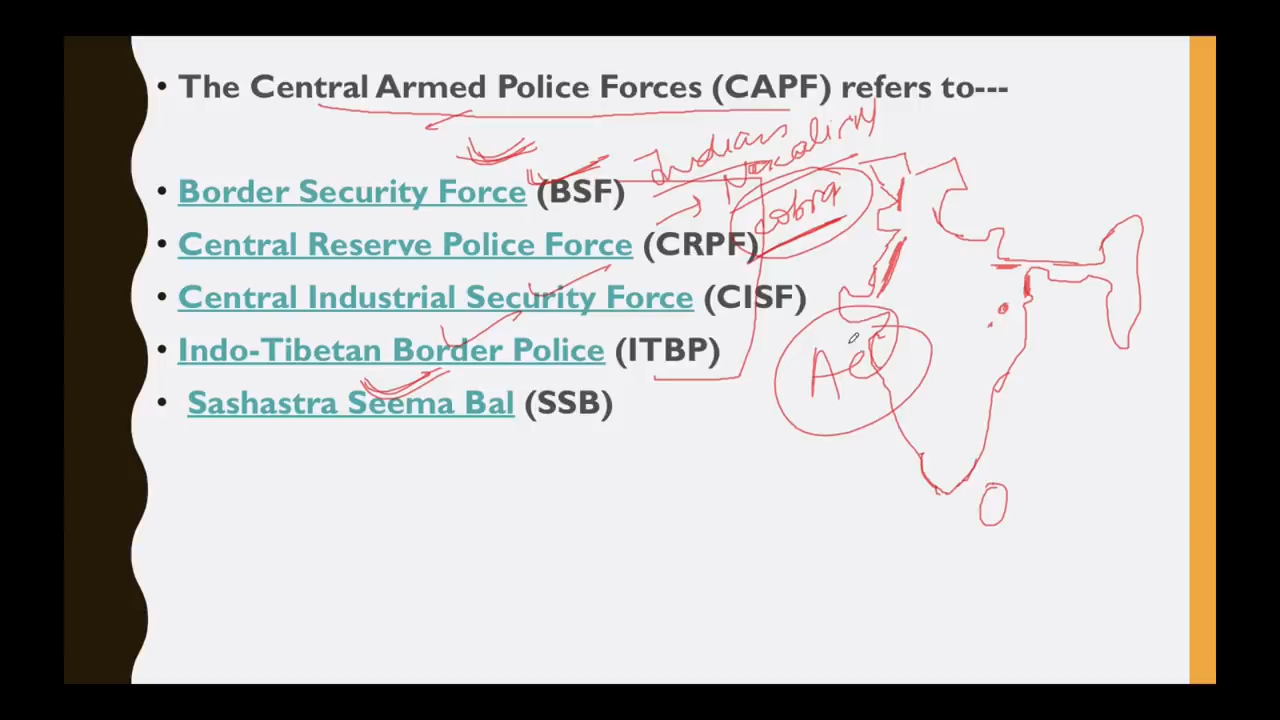 • The Central Armed Police Forces (CAPF) refers to---
• Border Security Force (BSF)
• Central Reserve Police Force (CRPF)
• Central Industrial Security Force (CISF)
• Indo-Tibetan Border Police (ITBP)
• Sashastra Seema Bal (SSB)
Cobra